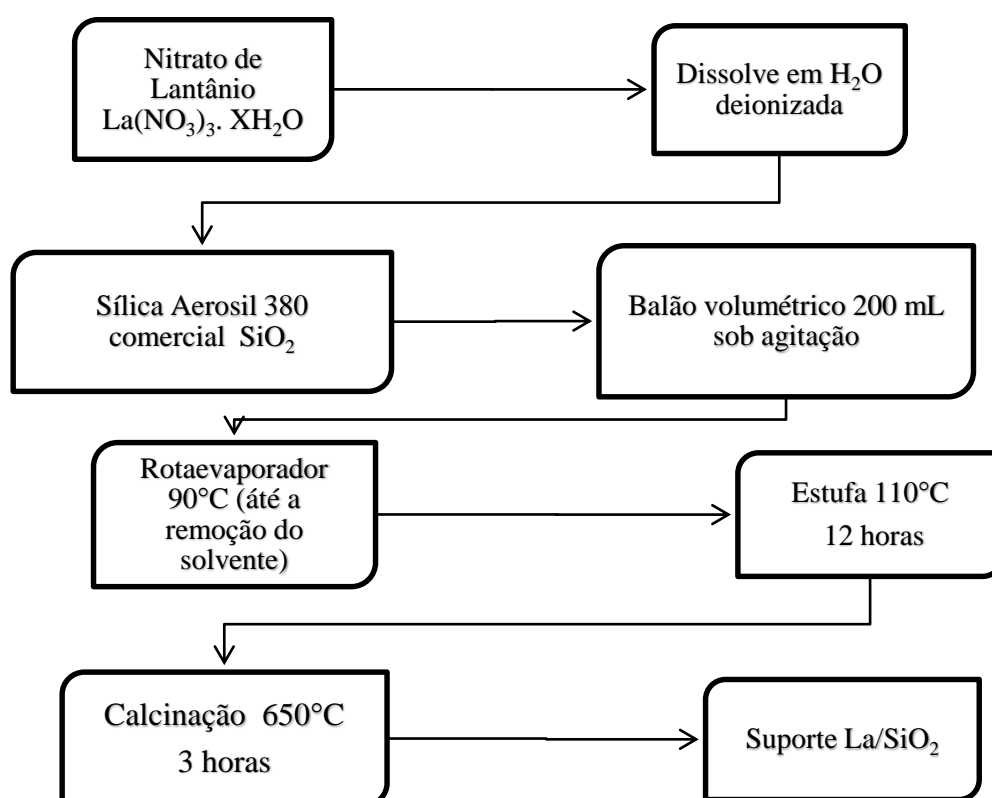 Nitrato de
Lantânio
La(NO₃)₃. XH₂O
Dissolve em H₂O
deionizada
Sílica Aerosil 380
comercial SiO₂
Balão volumétrico 200 mL
sob agitação
Rotaevaporador
90°C (áté a
remoção do
solvente)
Estufa 110°C
12 horas
Calcinação 650°C
3 horas
Suporte La/SiO₂